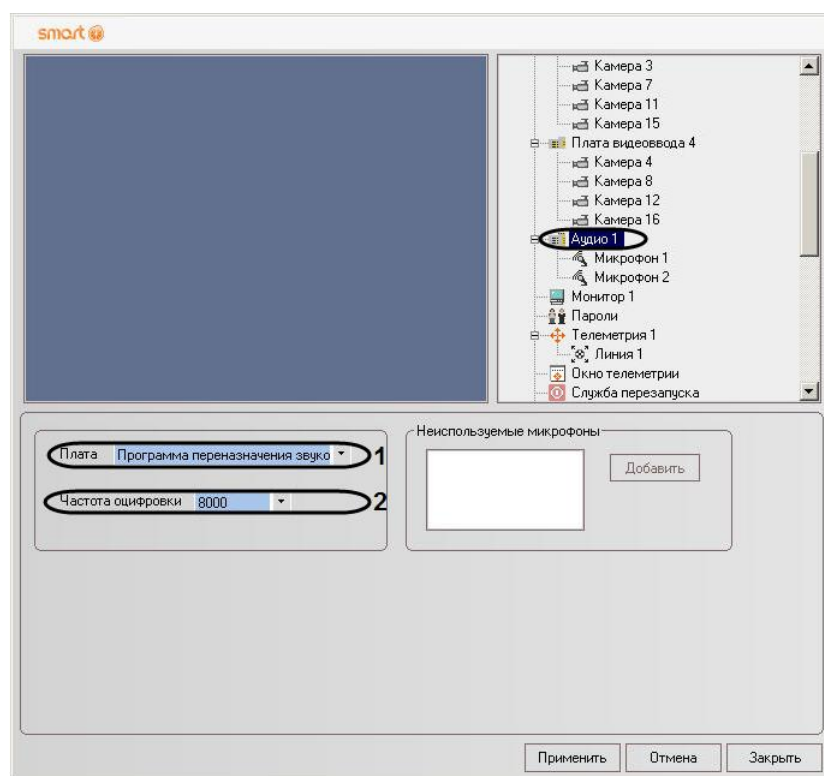 smart
Камера 3
Камера 7
Камера 11
Камера 15
Плата видеоввода 4
Камера 4
Камера 8
Камера 12
Камера 16
Аудио 1
Микрофон 1
Микрофон 2
Монитор 1
Пароли
Телеметрия 1
Линия 1
Окно телеметрии
Служба перезапуска
Плата Программа переназначения звуко 1
Частота оцифровки 8000 2
Неиспользуемые микрофоны
Добавить
Применить Отмена Закрыть